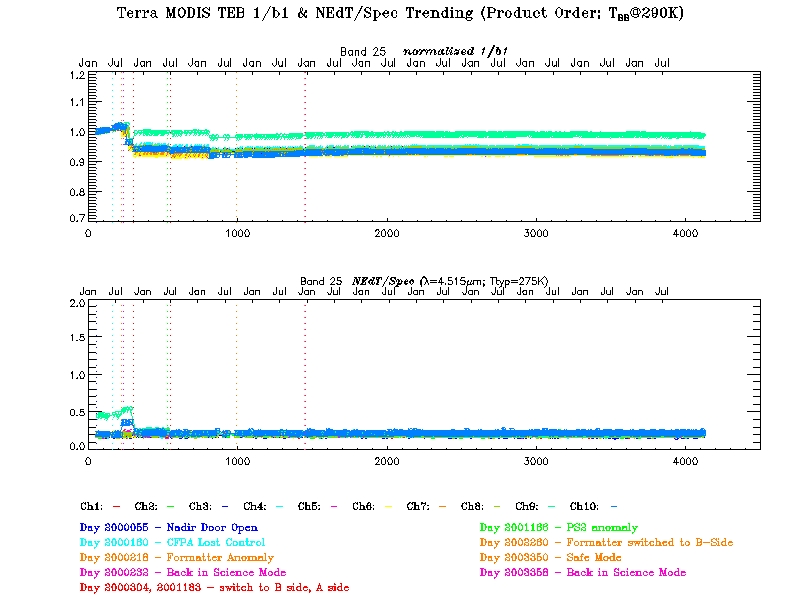 Terra MODIS TEB 1/b1 & NEdT/Spec Trending (Product Order; TBB@290K)
Band 25 normalized 1/b1
Jan Jul Jan Jul Jan Jul Jan Jul Jan Jul Jan Jul Jan Jul Jan Jul Jan Jul Jan Jul Jan Jul
1.2
1.1
1.0
0.9
0.8
0.7
0 1000 2000 3000 4000
Band 25 NEdT/Spec (λ=4.515μm; Ttyp=275K)
Jan Jul Jan Jul Jan Jul Jan Jul Jan Jul Jan Jul Jan Jul Jan Jul Jan Jul Jan Jul Jan Jul
2.0
1.5
1.0
0.5
0.0
0 1000 2000 3000 4000
Ch1: – Ch2: – Ch3: – Ch4: – Ch5: – Ch6: – Ch7: – Ch8: – Ch9: – Ch10: –
Day 2000055 – Nadir Door Open Day 2001166 – PS2 anomaly
Day 2000160 – CFPA Lost Control Day 2002260 – Formatter switched to B-Side
Day 2000218 – Formatter Anomaly Day 2003350 – Safe Mode
Day 2000232 – Back in Science Mode Day 2003358 – Back in Science Mode
Day 2000304, 2001183 – switch to B side, A side